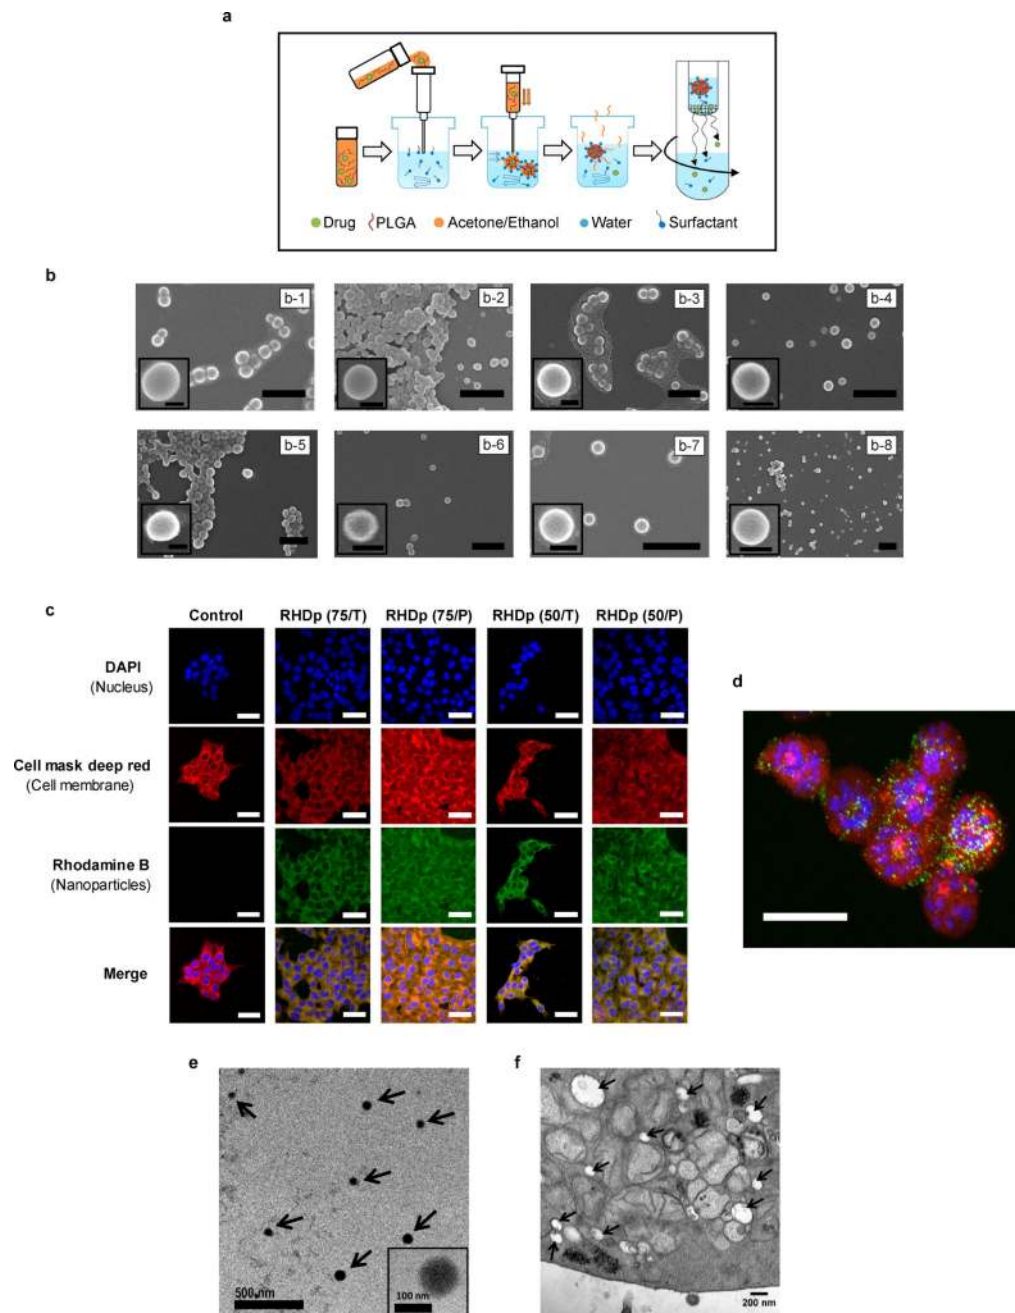 a
Drug PLGA Acetone/Ethanol Water Surfactant
b
b-1 b-2 b-3 b-4
b-5 b-6 b-7 b-8
c
Control RHDp (75/T) RHDp (75/P) RHDp (50/T) RHDp (50/P)
DAPI
(Nucleus)
d
Cell mask deep red
(Cell membrane)
Rhodamine B
(Nanoparticles)
Merge
e
f
500 nm
100 nm
200 nm